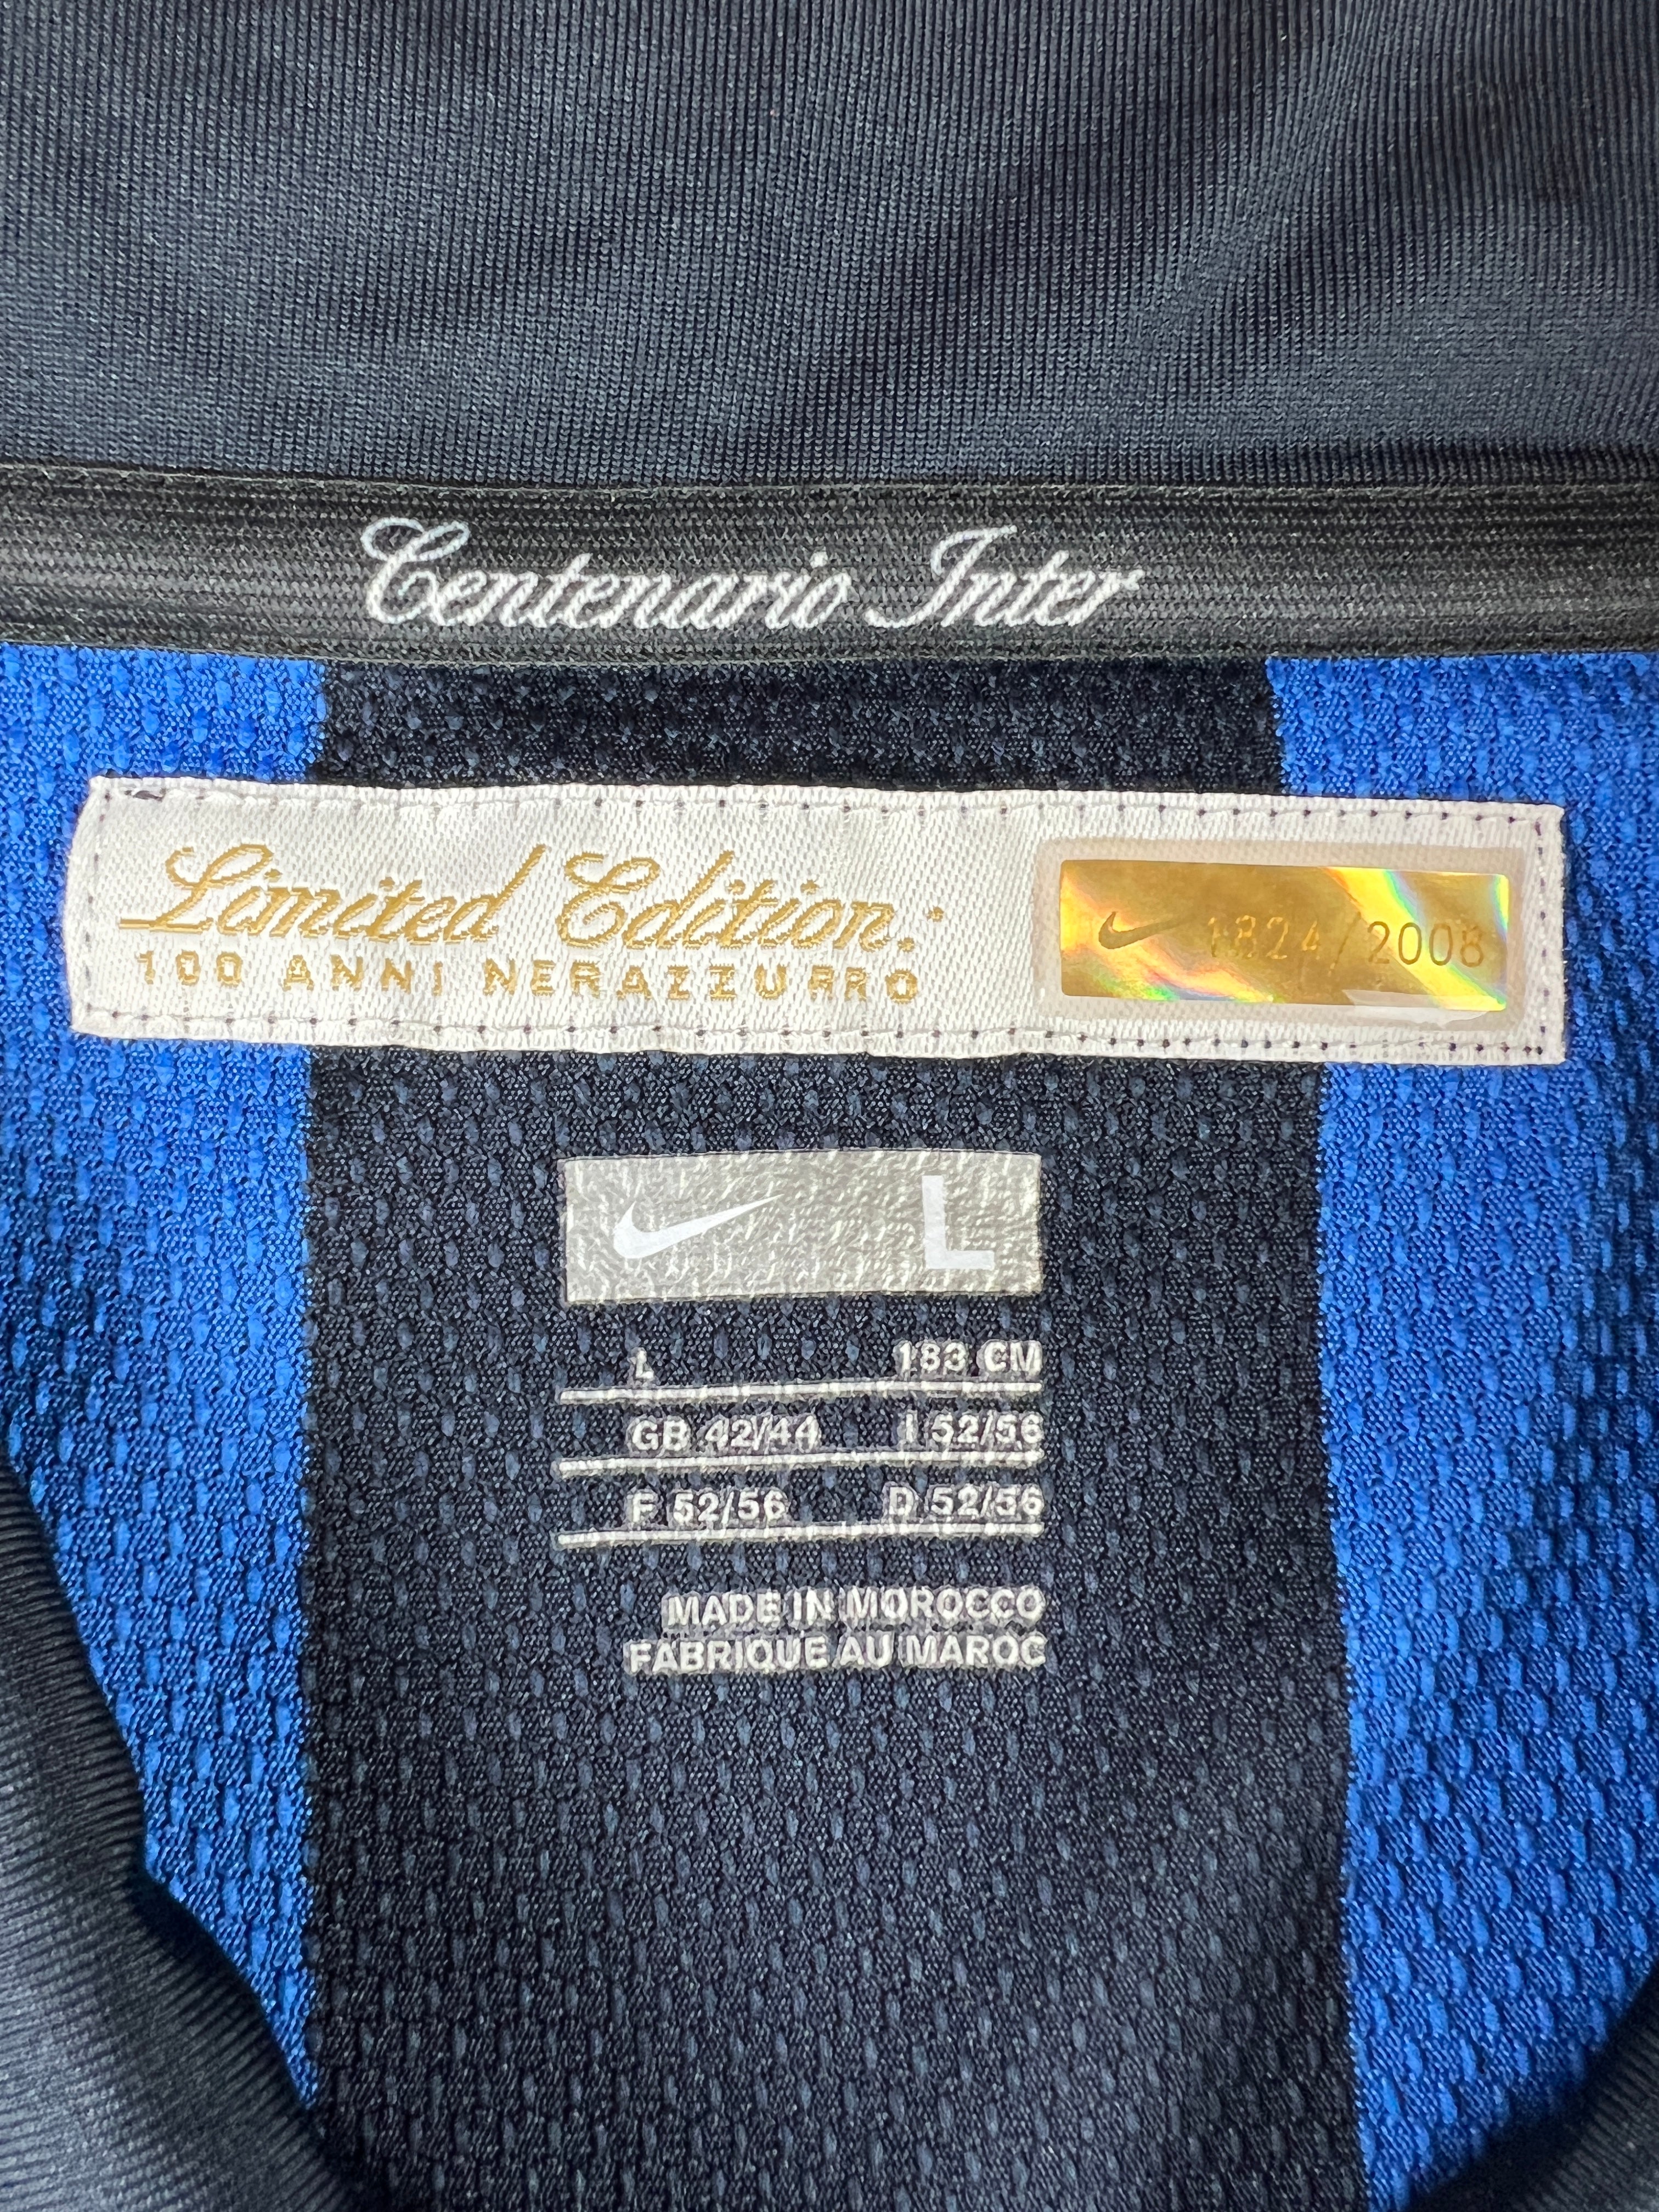 Centenario Inter
Limited Edition:
100 ANNI NERAZZURRO
1824/2008
L
L 183 CM
GB 42/44 I 52/56
F 52/56 D 52/56
MADE IN MOROCCO
FABRIQUE AU MAROC